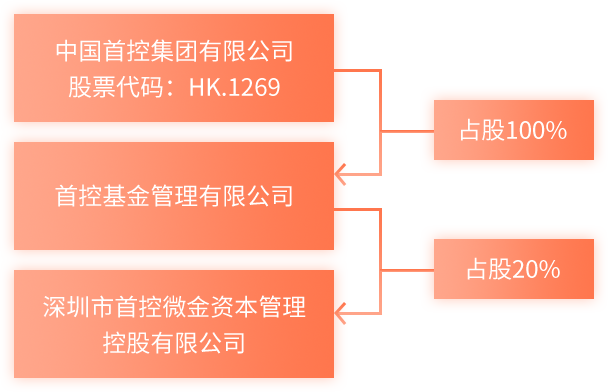 中国首控集团有限公司
股票代码：HK.1269
占股100%
首控基金管理有限公司
占股20%
深圳市首控微金资本管理
控股有限公司